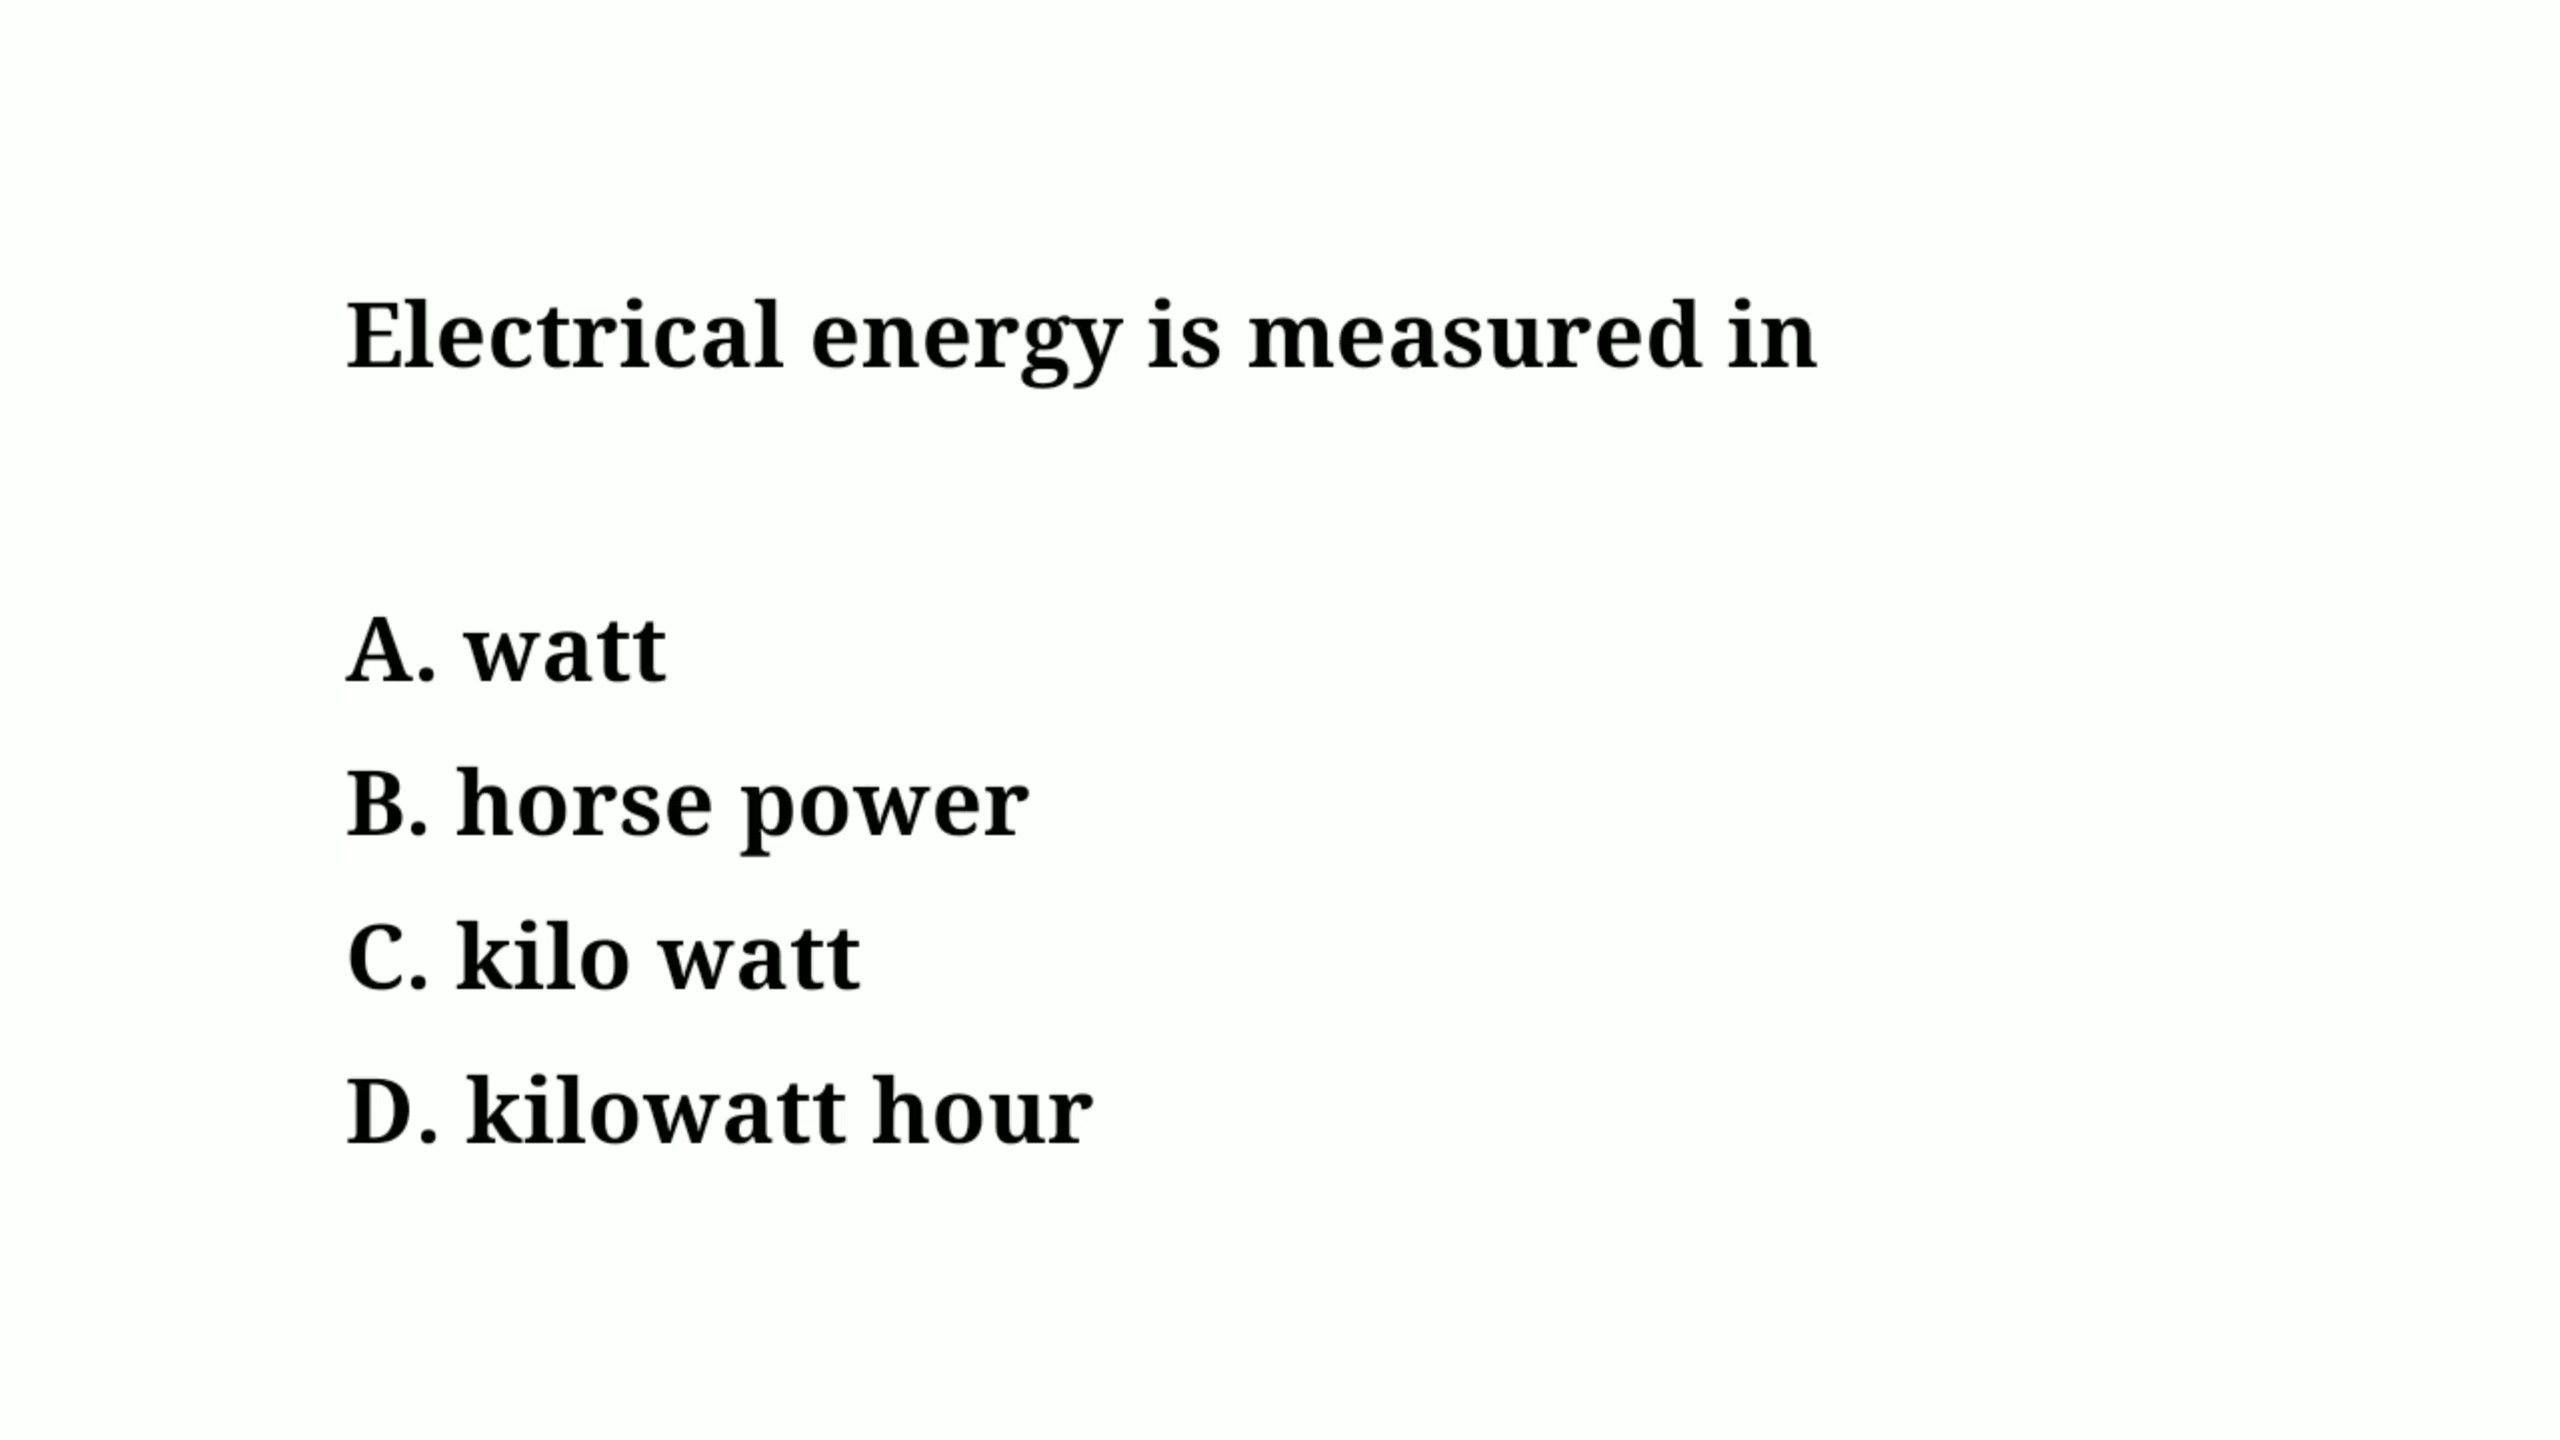 Electrical energy is measured in
A. watt
B. horse power
C. kilo watt
D. kilowatt hour